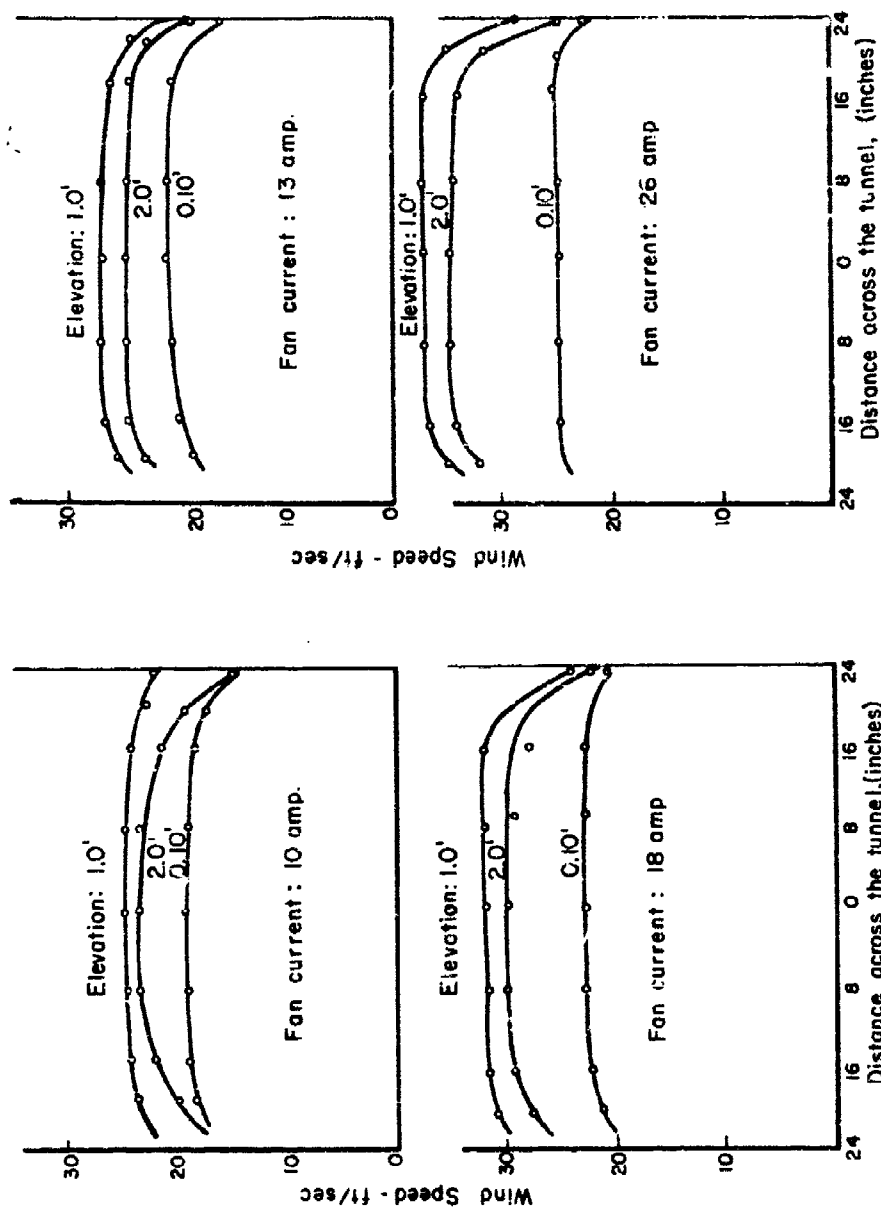 Wind Speed - ft/sec
30
20
10
0
Elevation: 1.0'
2.0'
0.10'
Fan current : 10 amp.
30
20
10
0
Elevation: 1.0'
2.0'
0.10'
Fan current : 13 amp.
Wind Speed - ft/sec
30
20
10
Elevation: 1.0'
2.0'
0.10'
Fan current : 18 amp
24 16 8 0 8 16 24
Distance across the tunnel, (inches)
30
20
10
Elevation: 1.0'
2.0'
0.10'
Fan current: 26 amp
24 16 8 0 8 16 24
Distance across the tunnel, (inches)